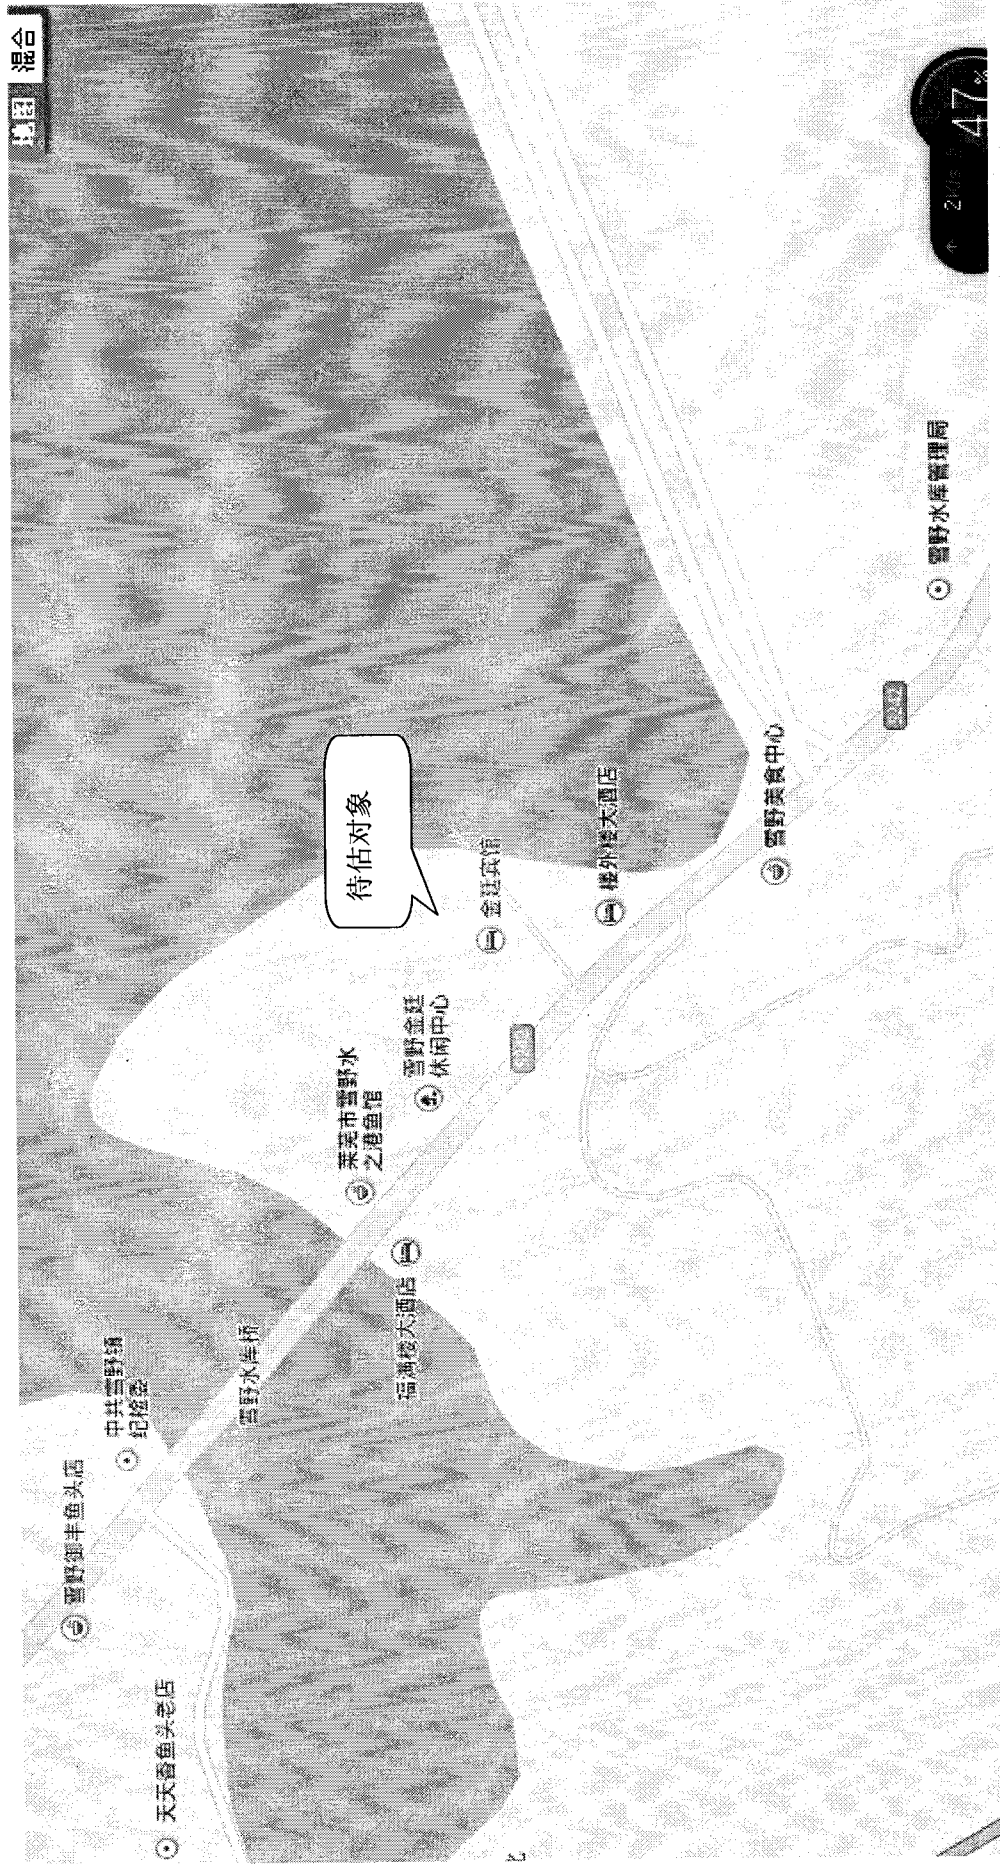 混合
47%
待估对象
金廷宾馆
楼外楼大酒店
雪野美食中心
雪野水库管理局
雪野金廷
休闲中心
莱芜市雪野水
之港鱼馆
福满楼大酒店
雪野水库桥
中共雪野镇
纪检委
雪野御丰鱼头店
天天香鱼头老店